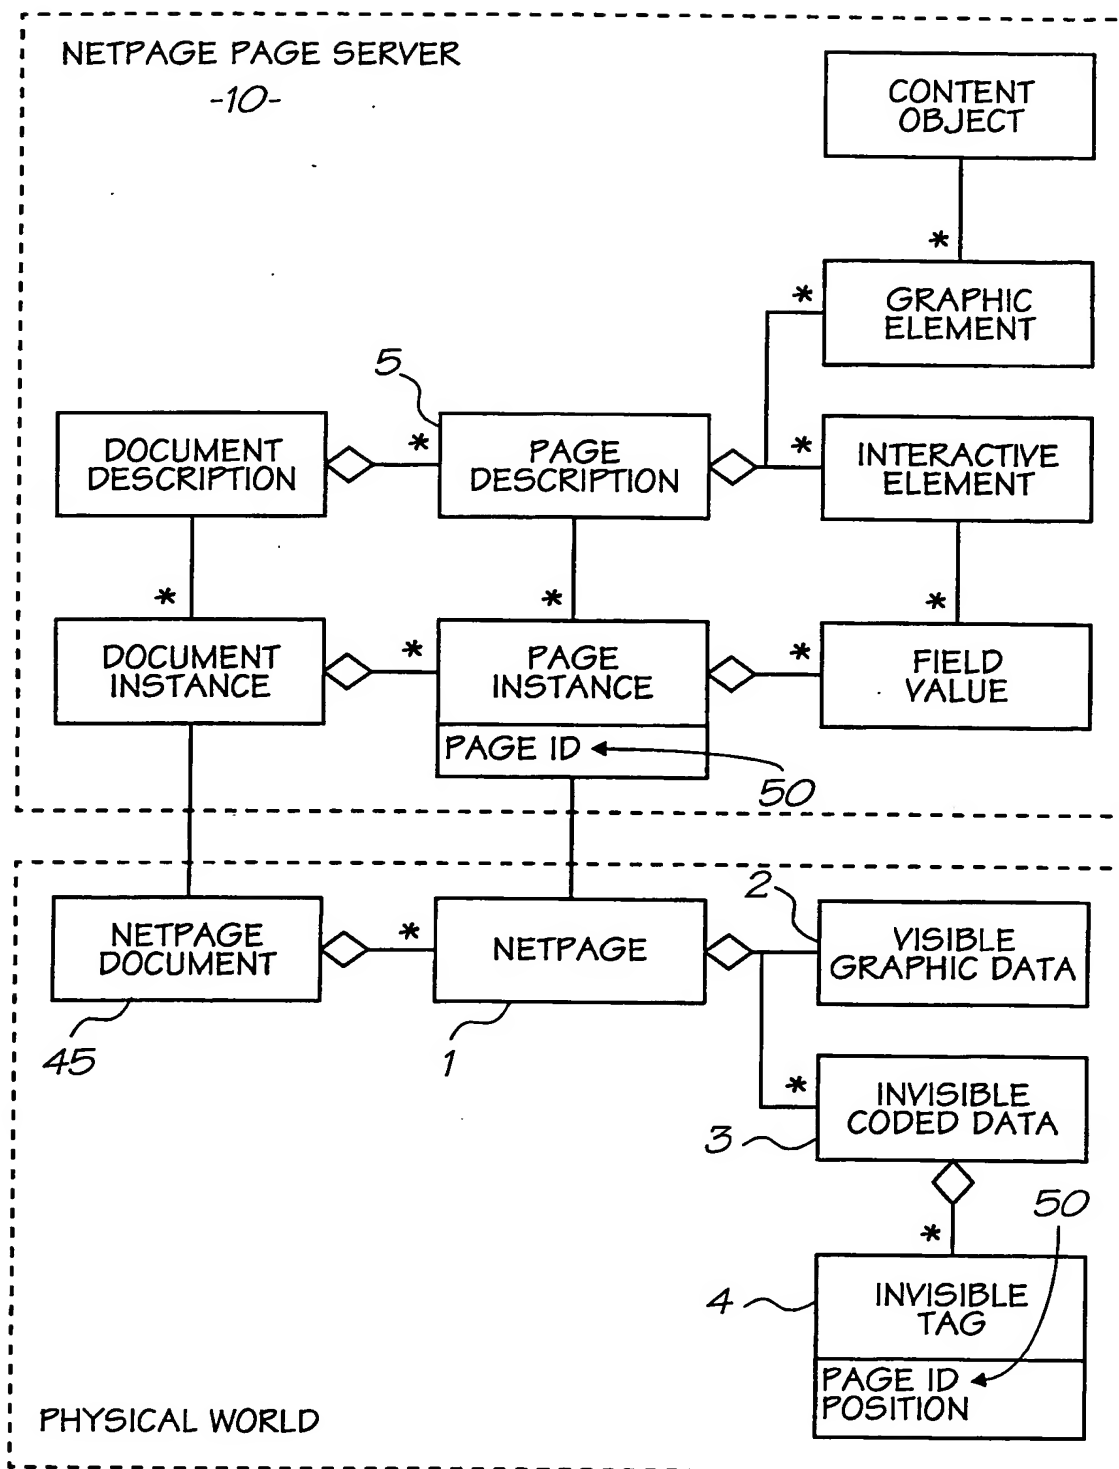 NETPAGE PAGE SERVER
-10-
CONTENT
OBJECT
*
*
GRAPHIC
ELEMENT
5
DOCUMENT
DESCRIPTION
*
PAGE
DESCRIPTION
*
INTERACTIVE
ELEMENT
*
*
*
DOCUMENT
INSTANCE
*
PAGE
INSTANCE
*
FIELD
VALUE
PAGE ID
50
2
NETPAGE
DOCUMENT
*
NETPAGE
VISIBLE
GRAPHIC DATA
45
1
*
INVISIBLE
CODED DATA
3
50
*
4
INVISIBLE
TAG
PAGE ID
POSITION
PHYSICAL WORLD